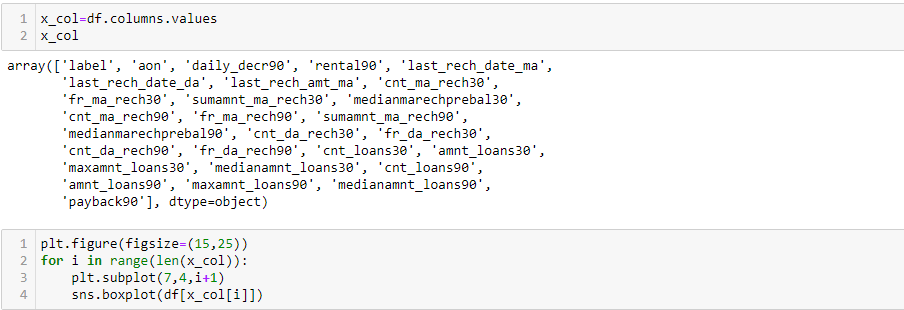 1 x_col=df.columns.values
2 x_col
array(['label', 'aon', 'daily_decr90', 'rental90', 'last_rech_date_ma',
'last_rech_date_da', 'last_rech_amt_ma', 'cnt_ma_rech30',
'fr_ma_rech30', 'sumamnt_ma_rech30', 'medianmarechprebal30',
'cnt_ma_rech90', 'fr_ma_rech90', 'sumamnt_ma_rech90',
'medianmarechprebal90', 'cnt_da_rech30', 'fr_da_rech30',
'cnt_da_rech90', 'fr_da_rech90', 'cnt_loans30', 'amnt_loans30',
'maxamnt_loans30', 'medianamnt_loans30', 'cnt_loans90',
'amnt_loans90', 'maxamnt_loans90', 'medianamnt_loans90',
'payback90'], dtype=object)
1 plt.figure(figsize=(15,25))
2 for i in range(len(x_col)):
3 plt.subplot(7,4,i+1)
4 sns.boxplot(df[x_col[i]])